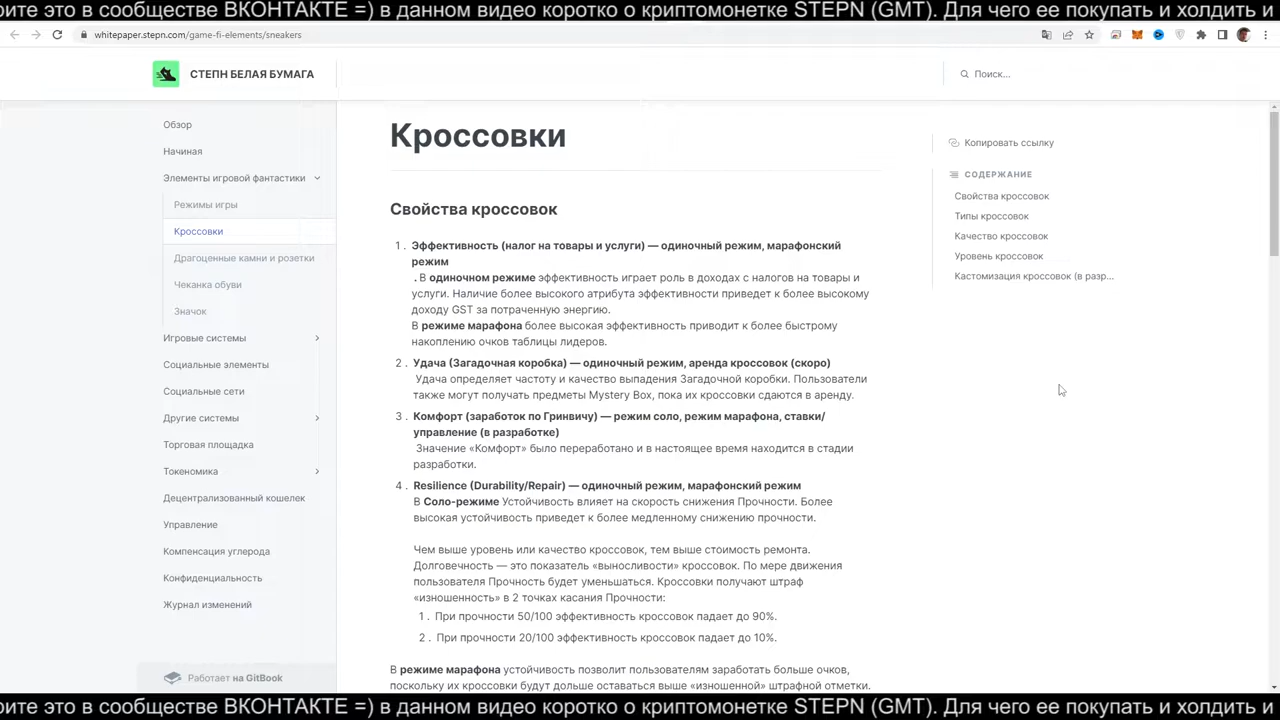 рите это в сообществе ВКОНТАКТЕ =) в данном видео коротко о криптомонетке STEPN (GMT). Для чего ее покупать и холдить и
whitepaper.stepn.com/game-fi-elements/sneakers
СТЕПН БЕЛАЯ БУМАГА
Поиск...
Обзор
Начиная
Элементы игровой фантастики
Режимы игры
Кроссовки
Драгоценные камни и розетки
Чеканка обуви
Значок
Игровые системы
Социальные элементы
Социальные сети
Другие системы
Торговая площадка
Токеномика
Децентрализованный кошелек
Управление
Компенсация углерода
Конфиденциальность
Журнал изменений
Работает на GitBook
Кроссовки
Свойства кроссовок
1. Эффективность (налог на товары и услуги) — одиночный режим, марафонский
режим
. В одиночном режиме эффективность играет роль в доходах с налогов на товары и
услуги. Наличие более высокого атрибута эффективности приведет к более высокому
доходу GST за потраченную энергию.
В режиме марафона более высокая эффективность приводит к более быстрому
накоплению очков таблицы лидеров.
2. Удача (Загадочная коробка) — одиночный режим, аренда кроссовок (скоро)
Удача определяет частоту и качество выпадения Загадочной коробки. Пользователи
также могут получать предметы Mystery Box, пока их кроссовки сдаются в аренду.
3. Комфорт (заработок по Гринвичу) — режим соло, режим марафона, ставки/
управление (в разработке)
Значение «Комфорт» было переработано и в настоящее время находится в стадии
разработки.
4. Resilience (Durability/Repair) — одиночный режим, марафонский режим
В Соло-режиме Устойчивость влияет на скорость снижения Прочности. Более
высокая устойчивость приведет к более медленному снижению прочности.
Чем выше уровень или качество кроссовок, тем выше стоимость ремонта.
Долговечность — это показатель «выносливости» кроссовок. По мере движения
пользователя Прочность будет уменьшаться. Кроссовки получают штраф
«изношенность» в 2 точках касания Прочности:
1. При прочности 50/100 эффективность кроссовок падает до 90%.
2. При прочности 20/100 эффективность кроссовок падает до 10%.
В режиме марафона устойчивость позволит пользователям заработать больше очков,
поскольку их кроссовки будут дольше оставаться выше «изношенной» штрафной отметки.
Копировать ссылку
СОДЕРЖАНИЕ
Свойства кроссовок
Типы кроссовок
Качество кроссовок
Уровень кроссовок
Кастомизация кроссовок (в разр...
рите это в сообществе ВКОНТАКТЕ =) в данном видео коротко о криптомонетке STEPN (GMT). Для чего ее покупать и холдить и